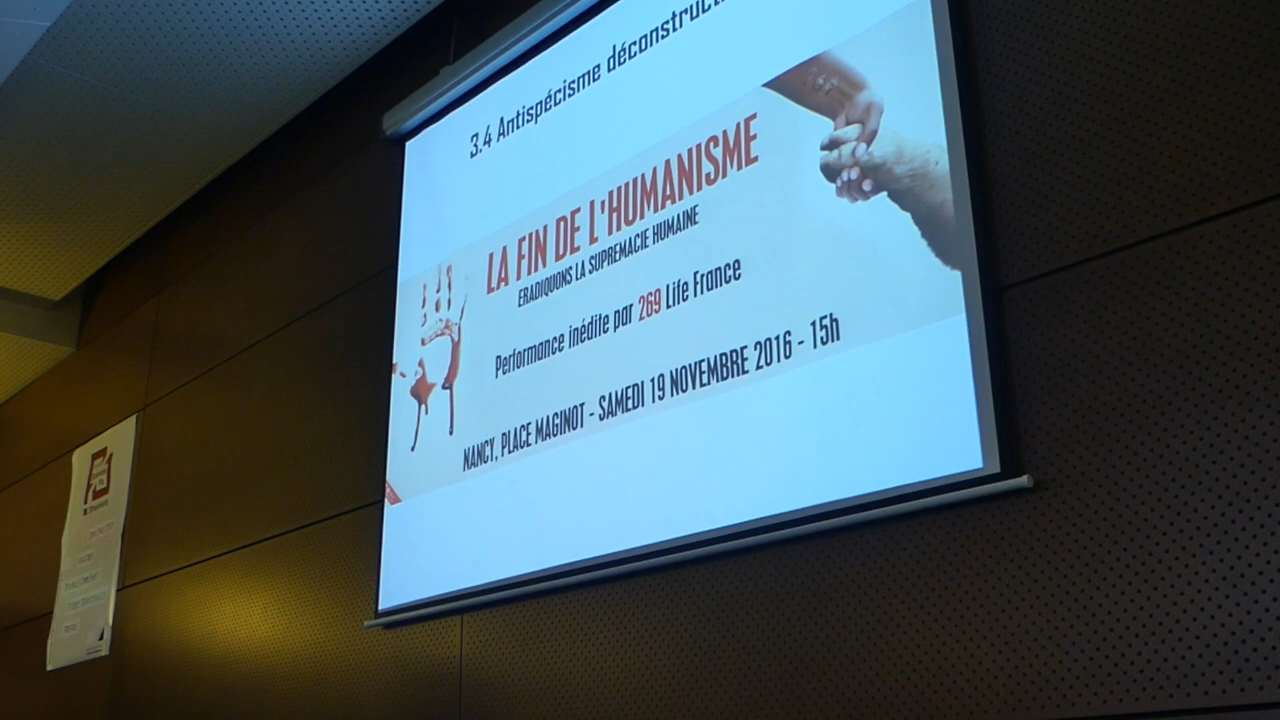 3.4 Antispécisme
LA FIN DE L'HUMANISME
ERADIQUONS LA SUPREMACIE HUMAINE
Performance inédite par 269 Life France
NANCY, PLACE MAGINOT - SAMEDI 19 NOVEMBRE 2016 - 15h